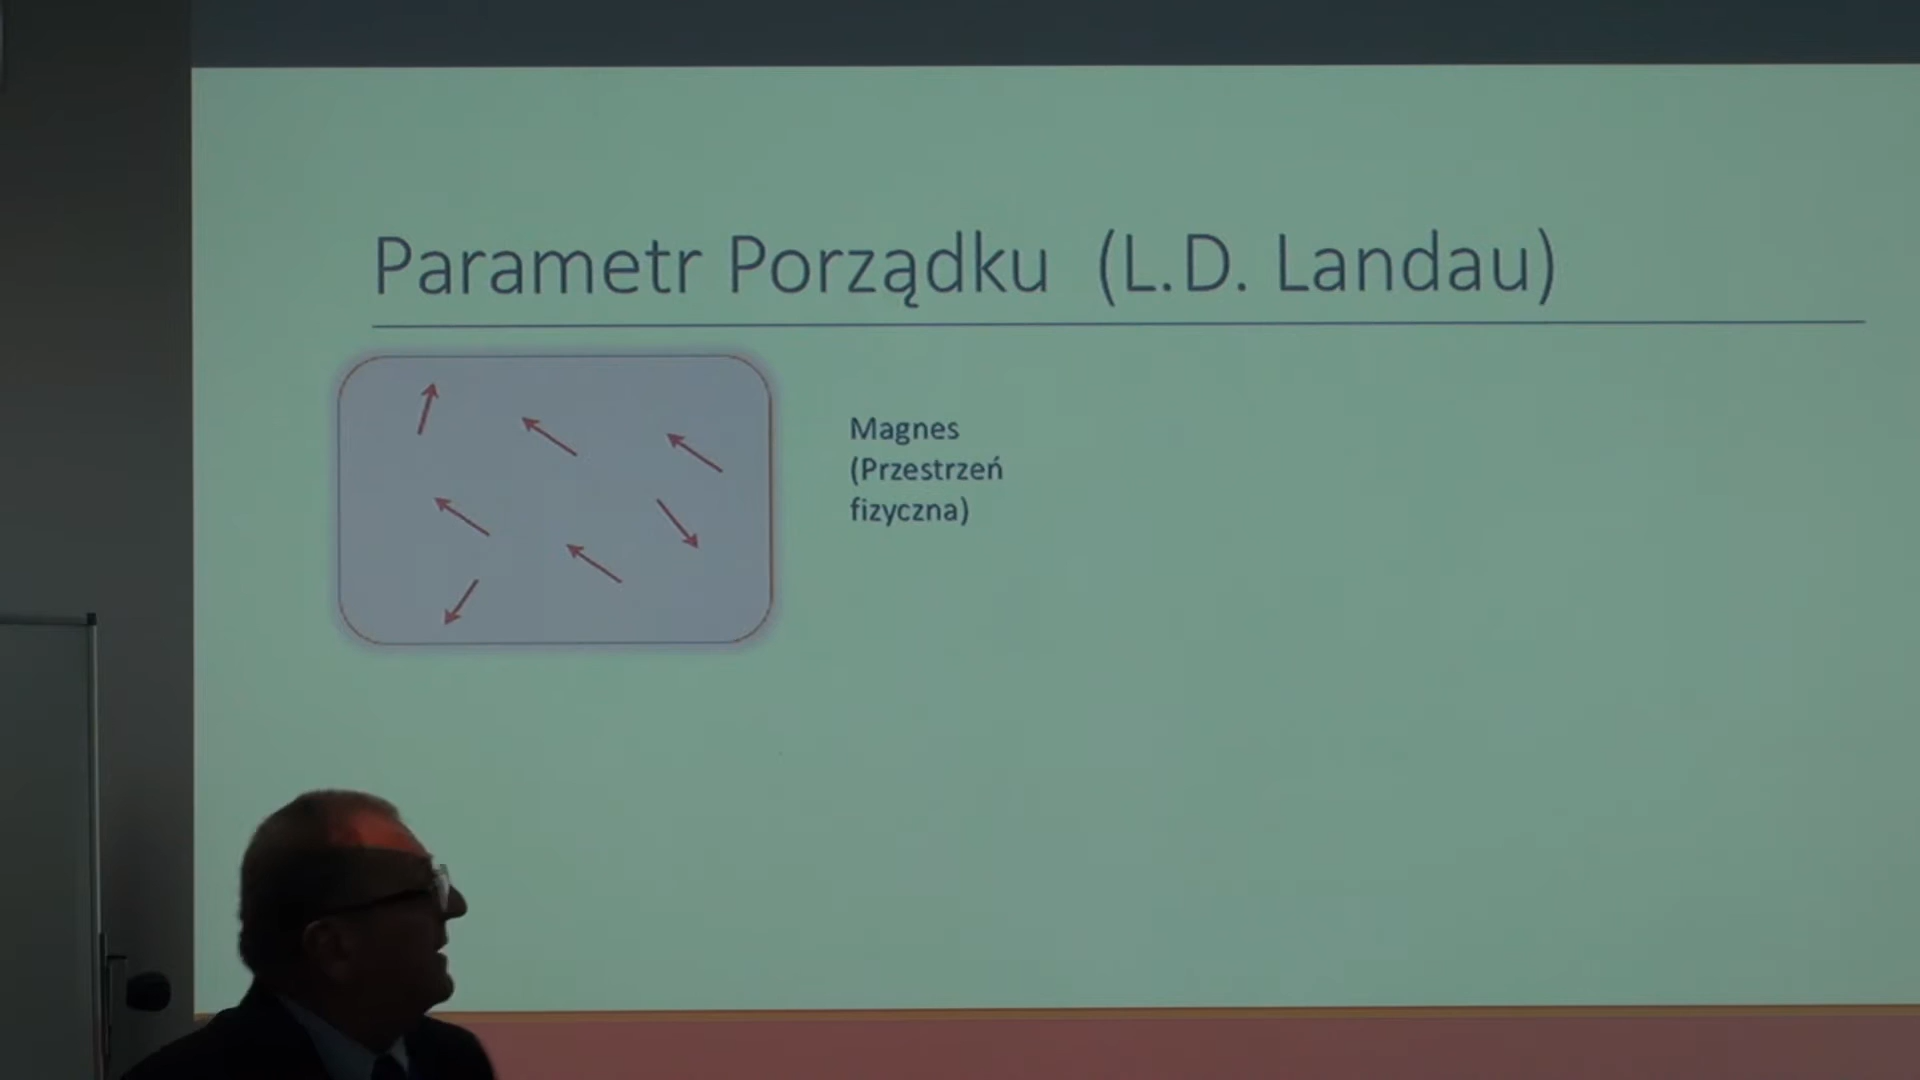 Parametr Porządku (L.D. Landau)
Magnes
(Przestrzeń
fizyczna)